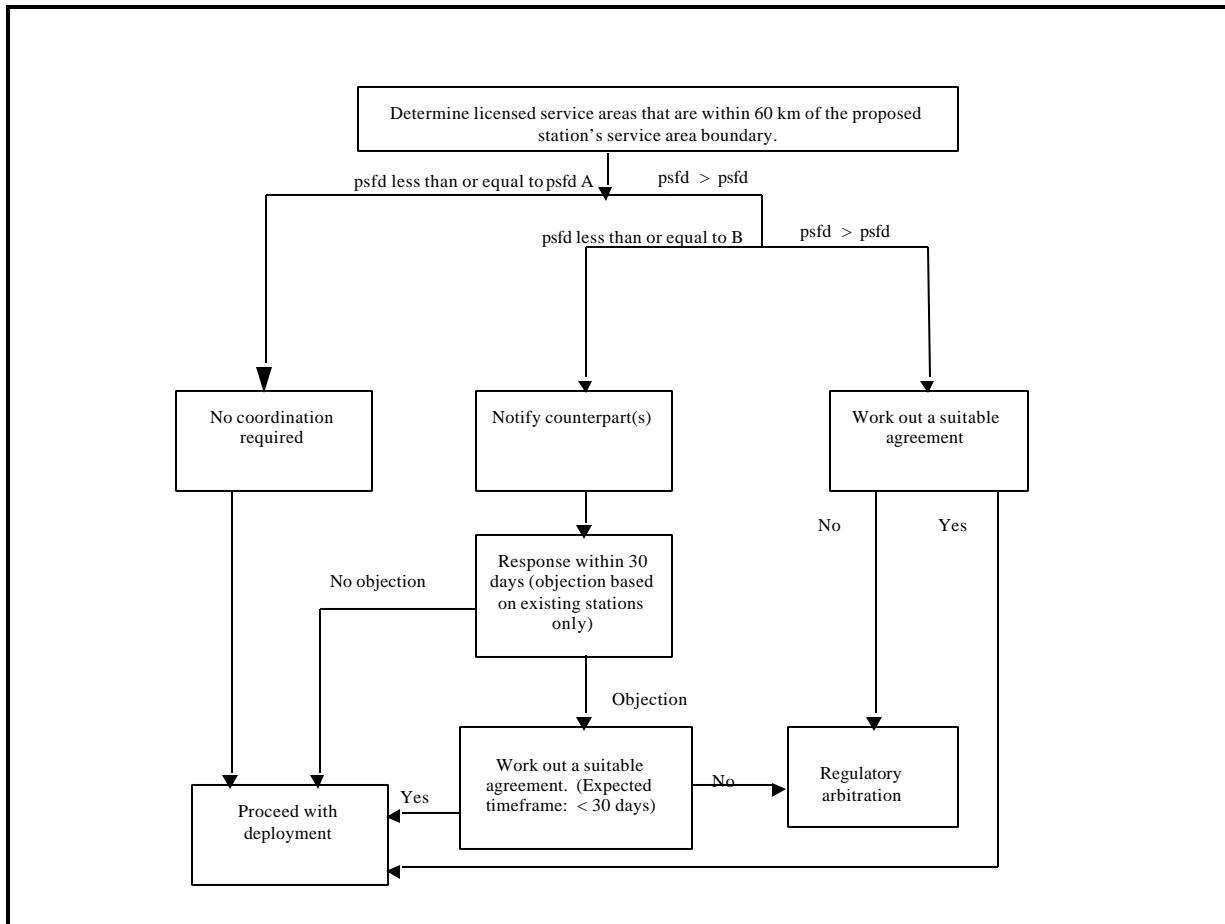 Determine licensed service areas that are within 60 km of the proposed
station's service area boundary.
psfd less than or equal to psfd A
psfd > psfd
psfd less than or equal to B
psfd > psfd
No coordination
required
Notify counterpart(s)
Work out a suitable
agreement
No
Yes
Response within 30
days (objection based
on existing stations
only)
No objection
Objection
Work out a suitable
agreement. (Expected
timeframe: < 30 days)
No
Regulatory
arbitration
Yes
Proceed with
deployment